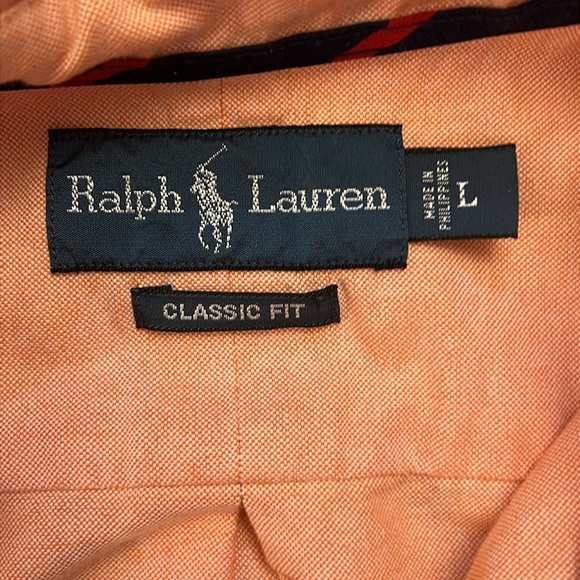 Ralph Lauren
MADE IN
PHILIPPINES
L
CLASSIC FIT